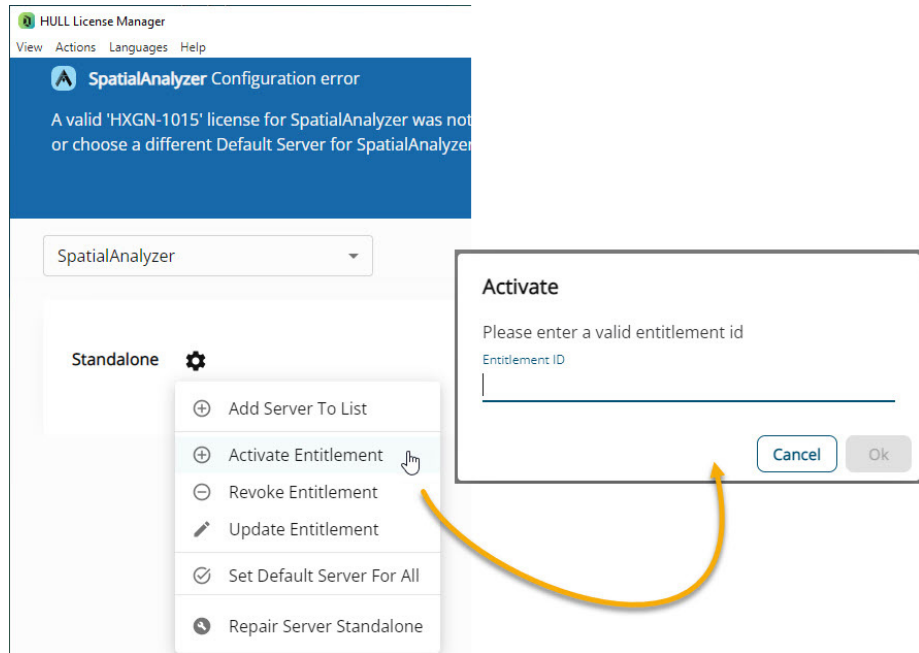 HULL License Manager
View Actions Languages Help
SpatialAnalyzer Configuration error
A valid 'HXGN-1015' license for SpatialAnalyzer was not
or choose a different Default Server for SpatialAnalyzer
SpatialAnalyzer
Standalone
Add Server To List
Activate Entitlement
Revoke Entitlement
Update Entitlement
Set Default Server For All
Repair Server Standalone
Activate
Please enter a valid entitlement id
Entitlement ID
Cancel Ok